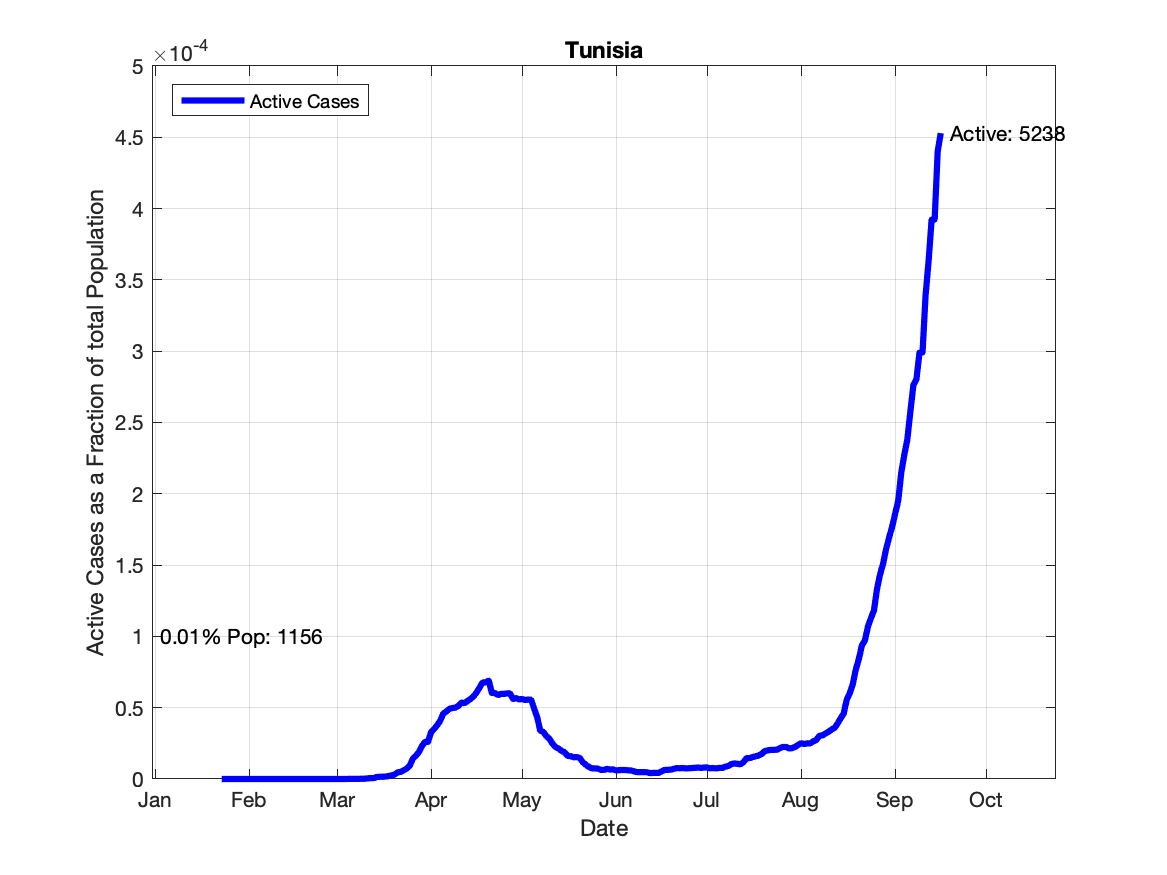 Tunisia
×10-4
5
4.5
4
3.5
3
2.5
2
1.5
1
0.5
0
Active Cases as a Fraction of total Population
Active Cases
Active: 5238
0.01% Pop: 1156
Jan Feb Mar Apr May Jun Jul Aug Sep Oct
Date